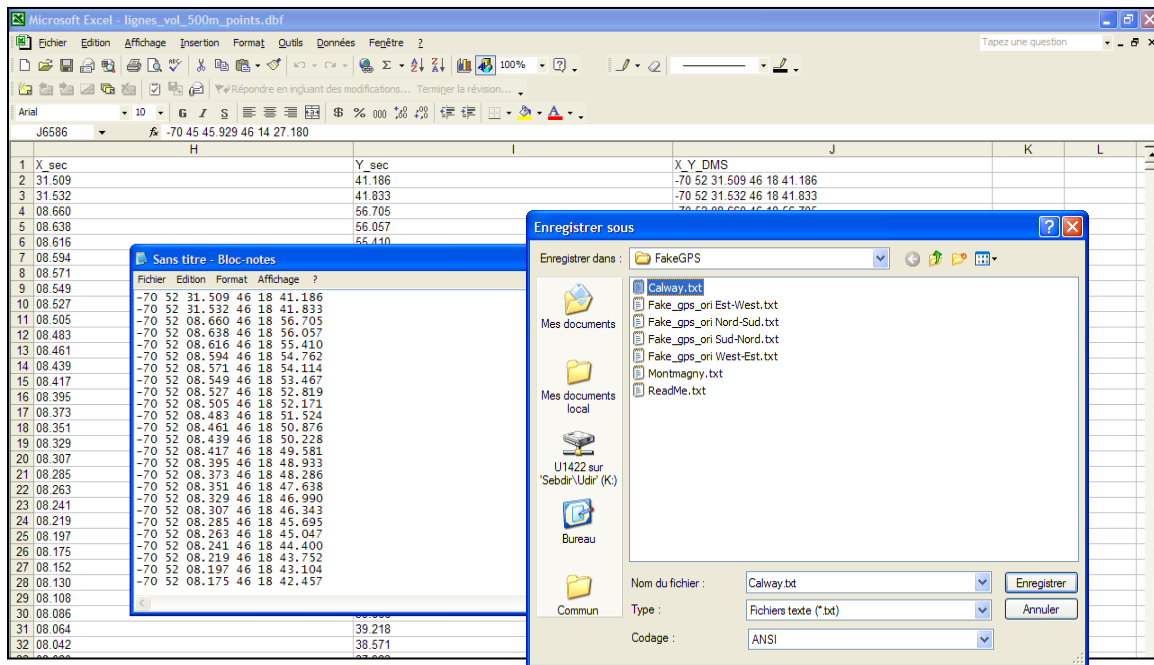 Microsoft Excel - lignes_vol_500m_points.dbf
Fichier Edition Affichage Insertion Format Outils Données Fenêtre ? Tapez une question
100%
Répondre en incluant des modifications... Terminer la révision...
Arial 10 G I S $ % 000
J6586 fx -70 45 45.929 46 14 27.180
H I J K L
1 X_sec Y_sec X_Y_DMS
2 31.509 41.186 -70 52 31.509 46 18 41.186
3 31.532 41.833 -70 52 31.532 46 18 41.833
4 08.660 56.705 -70 52 08.660 46 18 56.705
5 08.638 56.057
6 08.616 55.410
7 08.594
8 08.571
9 08.549
10 08.527
11 08.505
12 08.483
13 08.461
14 08.439
15 08.417
16 08.395
17 08.373
18 08.351
19 08.329
20 08.307
21 08.285
22 08.263
23 08.241
24 08.219
25 08.197
26 08.175
27 08.152
28 08.130
29 08.108
30 08.086
31 08.064 39.218
32 08.042 38.571
Sans titre - Bloc-notes
Fichier Edition Format Affichage ?
-70 52 31.509 46 18 41.186
-70 52 31.532 46 18 41.833
-70 52 08.660 46 18 56.705
-70 52 08.638 46 18 56.057
-70 52 08.616 46 18 55.410
-70 52 08.594 46 18 54.762
-70 52 08.571 46 18 54.114
-70 52 08.549 46 18 53.467
-70 52 08.527 46 18 52.819
-70 52 08.505 46 18 52.171
-70 52 08.483 46 18 51.524
-70 52 08.461 46 18 50.876
-70 52 08.439 46 18 50.228
-70 52 08.417 46 18 49.581
-70 52 08.395 46 18 48.933
-70 52 08.373 46 18 48.286
-70 52 08.351 46 18 47.638
-70 52 08.329 46 18 46.990
-70 52 08.307 46 18 46.343
-70 52 08.285 46 18 45.695
-70 52 08.263 46 18 45.047
-70 52 08.241 46 18 44.400
-70 52 08.219 46 18 43.752
-70 52 08.197 46 18 43.104
-70 52 08.175 46 18 42.457
Enregistrer sous
Enregistrer dans : FakeGPS
Mes documents
Mes documents local
U1422 sur 'Sebdir\Udir' (K:)
Bureau
Commun
Calway.txt
Fake_gps_ori Est-West.txt
Fake_gps_ori Nord-Sud.txt
Fake_gps_ori Sud-Nord.txt
Fake_gps_ori West-Est.txt
Montmagny.txt
ReadMe.txt
Nom du fichier : Calway.txt Enregistrer
Type : Fichiers texte (*.txt) Annuler
Codage : ANSI